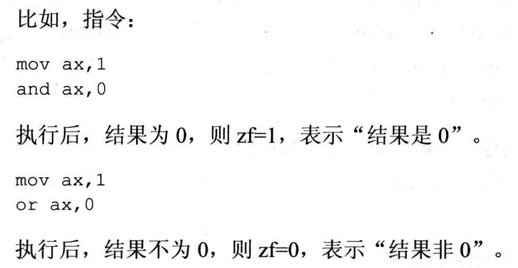 比如，指令：
mov ax,1
and ax,0
执行后，结果为 0，则 zf=1，表示“结果是 0”。
mov ax,1
or ax,0
执行后，结果不为 0，则 zf=0，表示“结果非 0”。